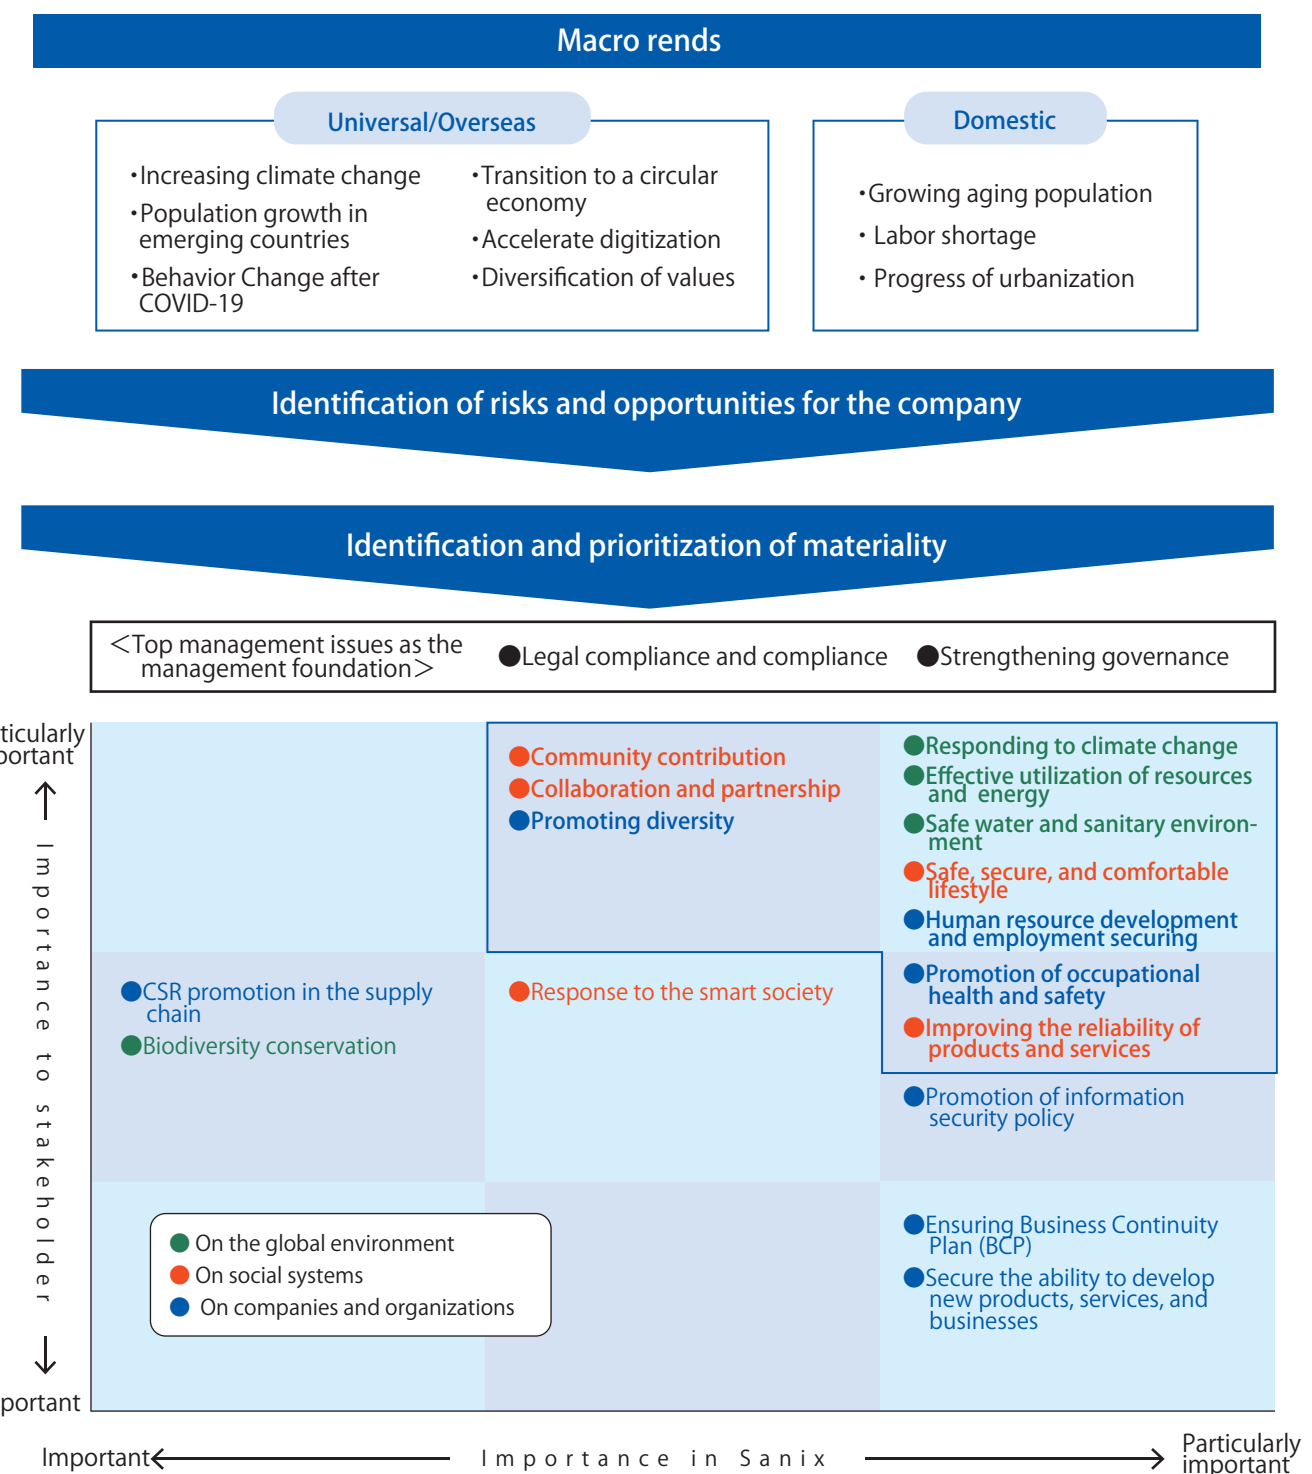 Macro rends
Universal/Overseas
・Increasing climate change
・Population growth in
emerging countries
・Behavior Change after
COVID-19
・Transition to a circular
economy
・Accelerate digitization
・Diversification of values
Domestic
・Growing aging population
・ Labor shortage
・ Progress of urbanization
Identification of risks and opportunities for the company
Identification and prioritization of materiality
＜Top management issues as the
management foundation＞
●Legal compliance and compliance
●Strengthening governance
ticularly
portant
Importance to stakeholder
portant
●Community contribution
●Collaboration and partnership
●Promoting diversity
●Responding to climate change
●Effective utilization of resources
and energy
●Safe water and sanitary environ-
ment
●Safe, secure, and comfortable
lifestyle
●Human resource development
and employment securing
●CSR promotion in the supply
chain
●Biodiversity conservation
●Response to the smart society
●Promotion of occupational
health and safety
●Improving the reliability of
products and services
●Promotion of information
security policy
●On the global environment
●On social systems
●On companies and organizations
●Ensuring Business Continuity
Plan (BCP)
●Secure the ability to develop
new products, services, and
businesses
Important
Importance in Sanix
Particularly
important